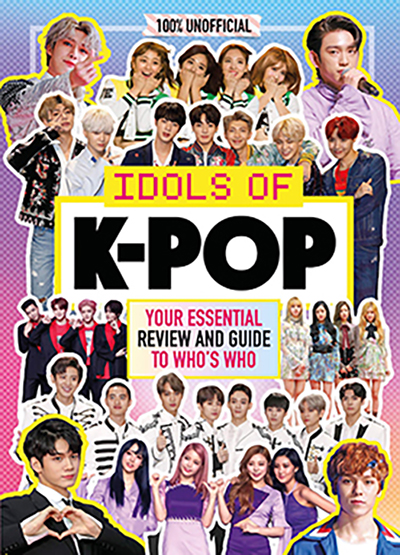 100% UNOFFICIAL
IDOLS OF
K-POP
YOUR ESSENTIAL
REVIEW AND GUIDE
TO WHO'S WHO